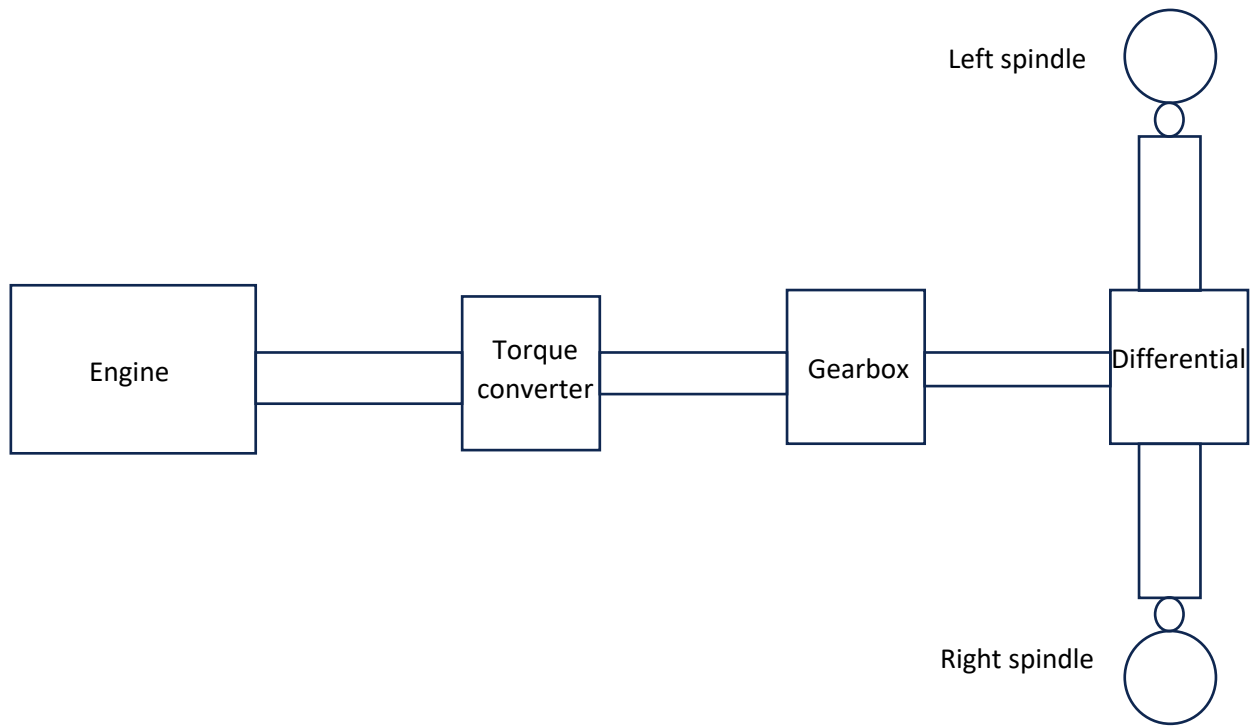 Left spindle
Engine
Torque
converter
Gearbox
Differential
Right spindle